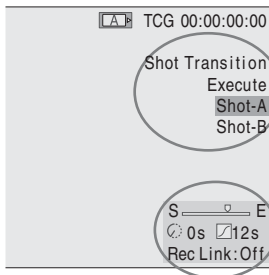 A TCG 00:00:00:00
Shot Transition
Execute
Shot-A
Shot-B
S E
0s 12s
Rec Link:Off